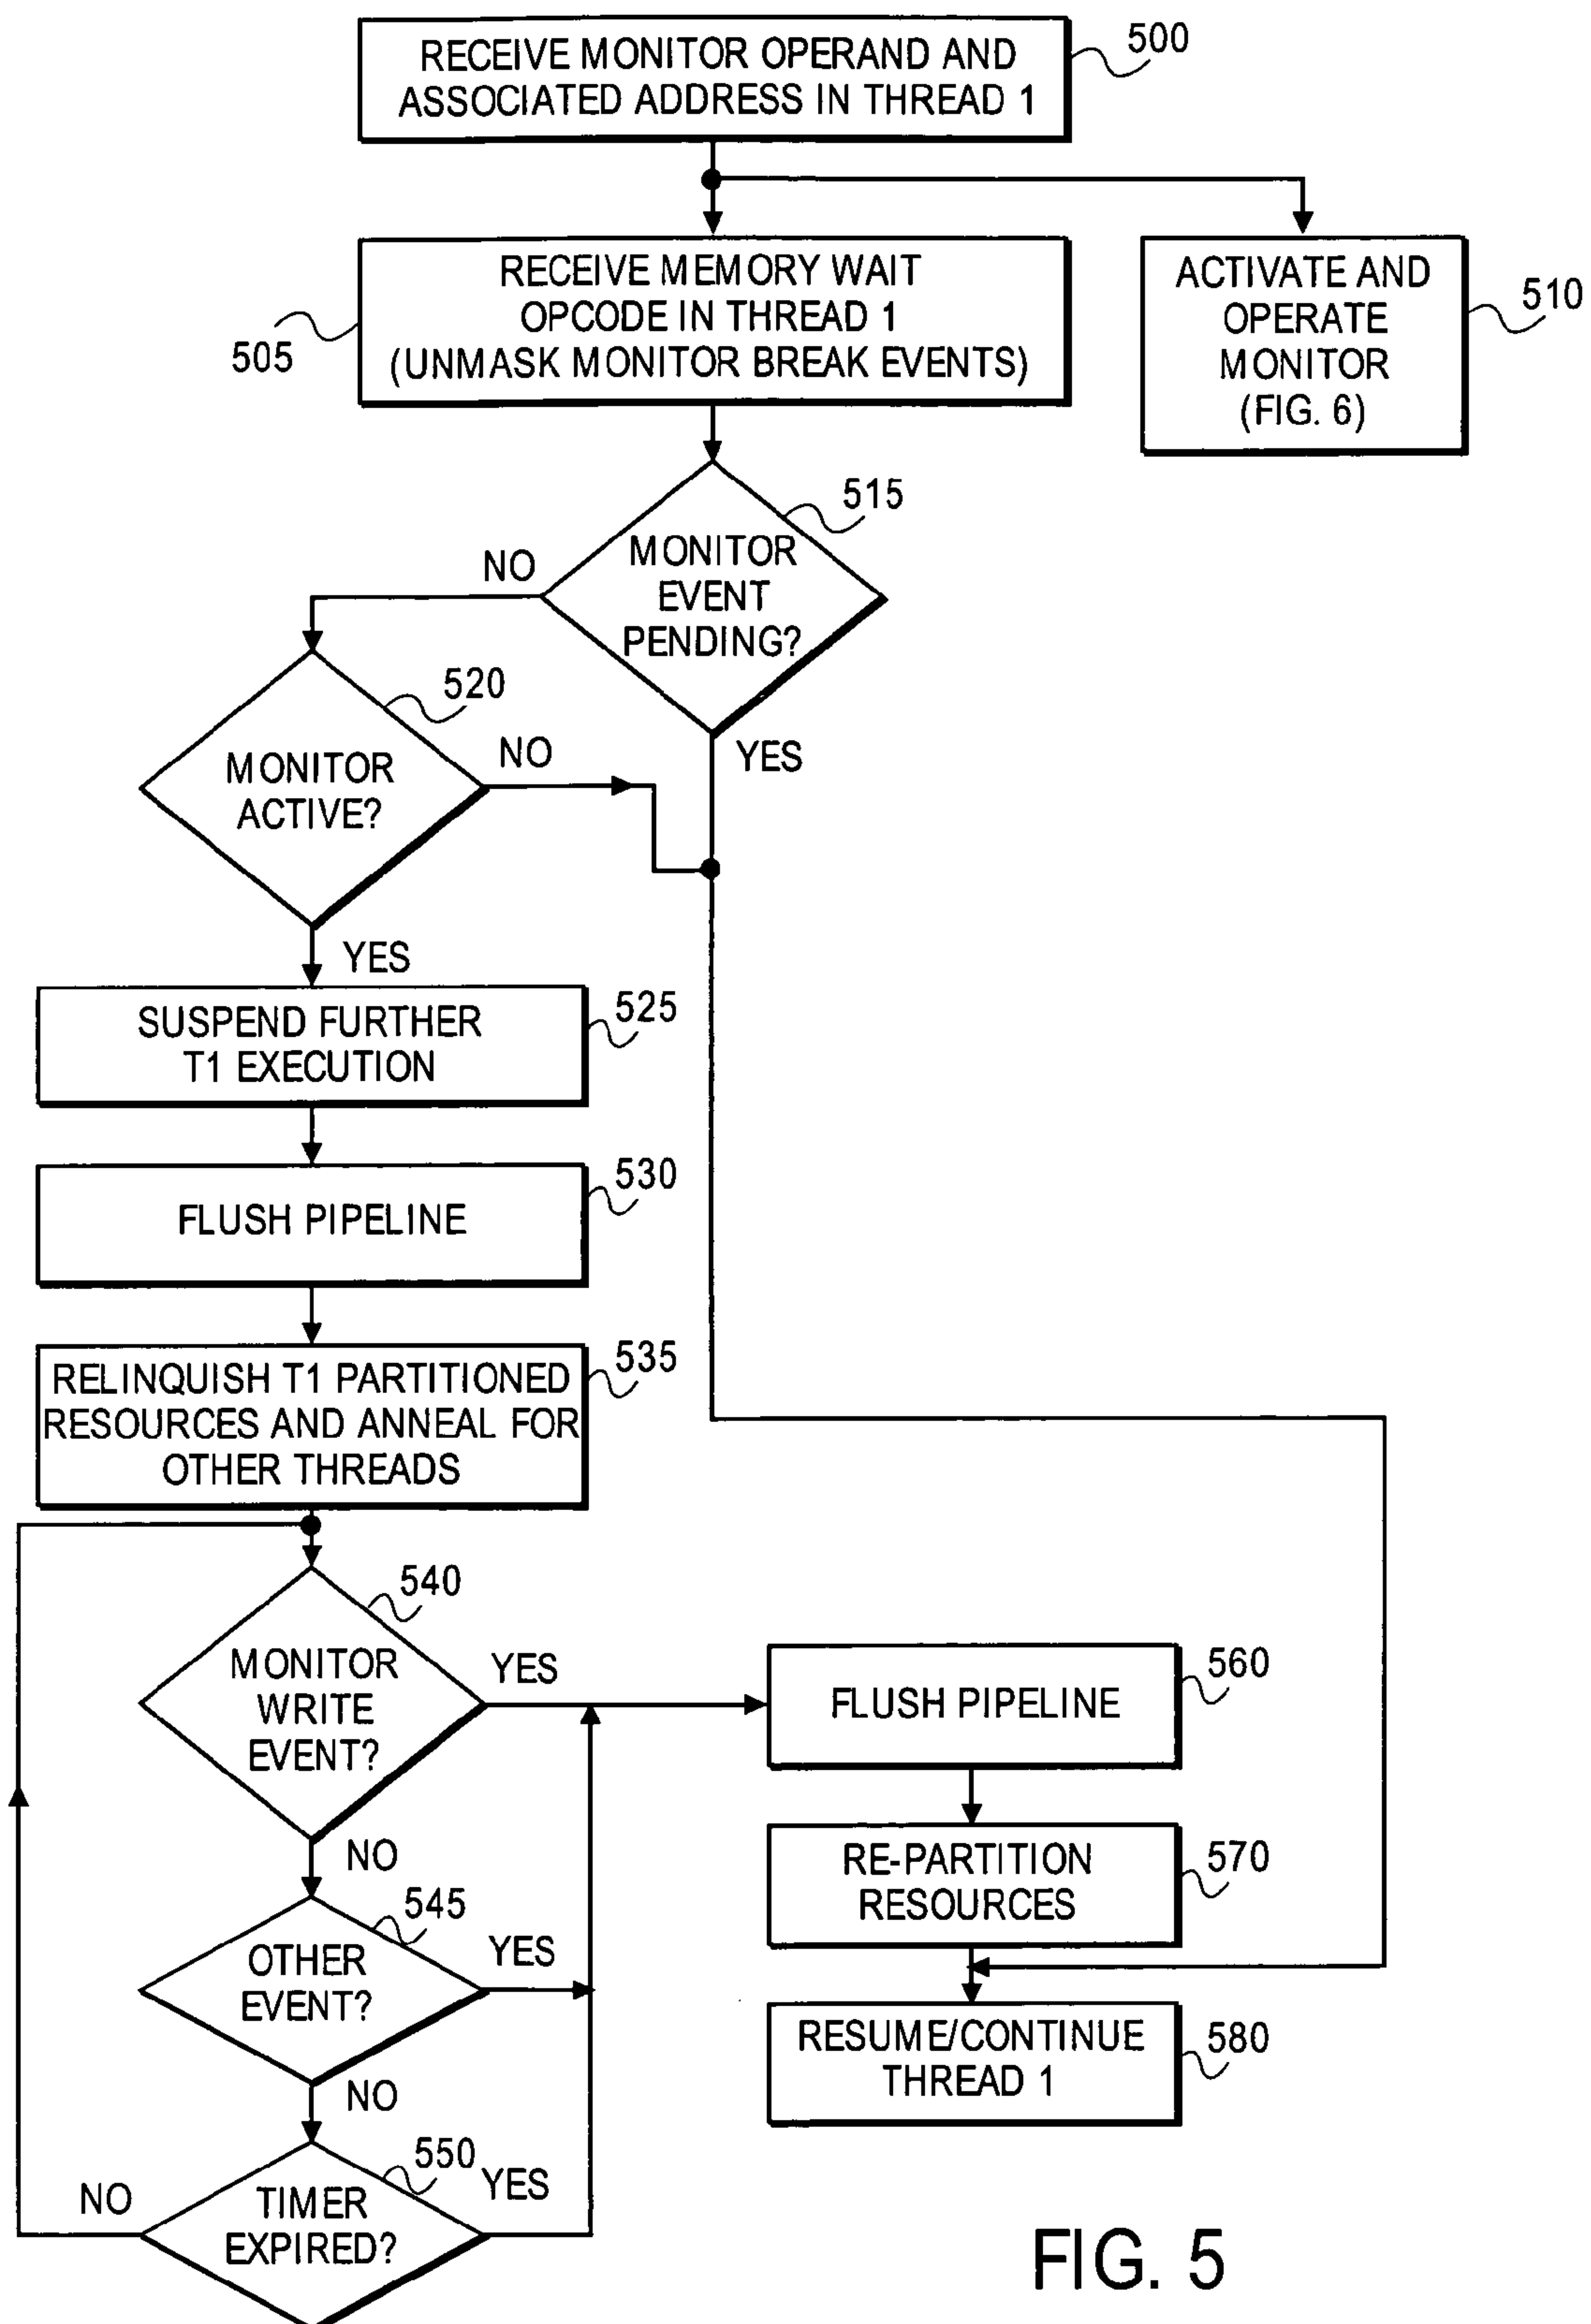 RECEIVE MONITOR OPERAND AND
ASSOCIATED ADDRESS IN THREAD 1
500
RECEIVE MEMORY WAIT
OPCODE IN THREAD 1
(UNMASK MONITOR BREAK EVENTS)
505
ACTIVATE AND
OPERATE
MONITOR
(FIG. 6)
510
MONITOR
EVENT
PENDING?
515
NO
YES
MONITOR
ACTIVE?
520
NO
YES
SUSPEND FURTHER
T1 EXECUTION
525
FLUSH PIPELINE
530
RELINQUISH T1 PARTITIONED
RESOURCES AND ANNEAL FOR
OTHER THREADS
535
MONITOR
WRITE
EVENT?
540
YES
NO
OTHER
EVENT?
545
YES
NO
TIMER
EXPIRED?
550
YES
NO
FLUSH PIPELINE
560
RE-PARTITION
RESOURCES
570
RESUME/CONTINUE
THREAD 1
580
FIG. 5